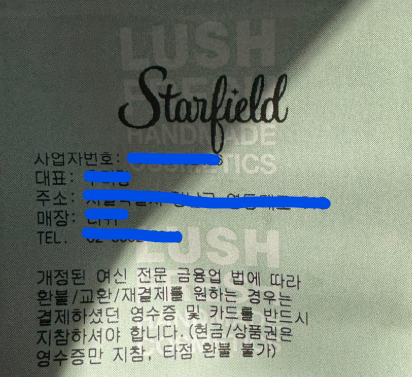 LUSH
FRESH
Starfield
HANDMADE
COSMETICS
사업자번호:
대표:
주소:
매장:
TEL.
LUSH
개정된 여신 전문 금융업 법에 따라
환불/교환/재결제를 원하는 경우는
결제하셨던 영수증 및 카드를 반드시
지참하셔야 합니다.(현금/상품권은
영수증만 지참, 타점 환불 불가)